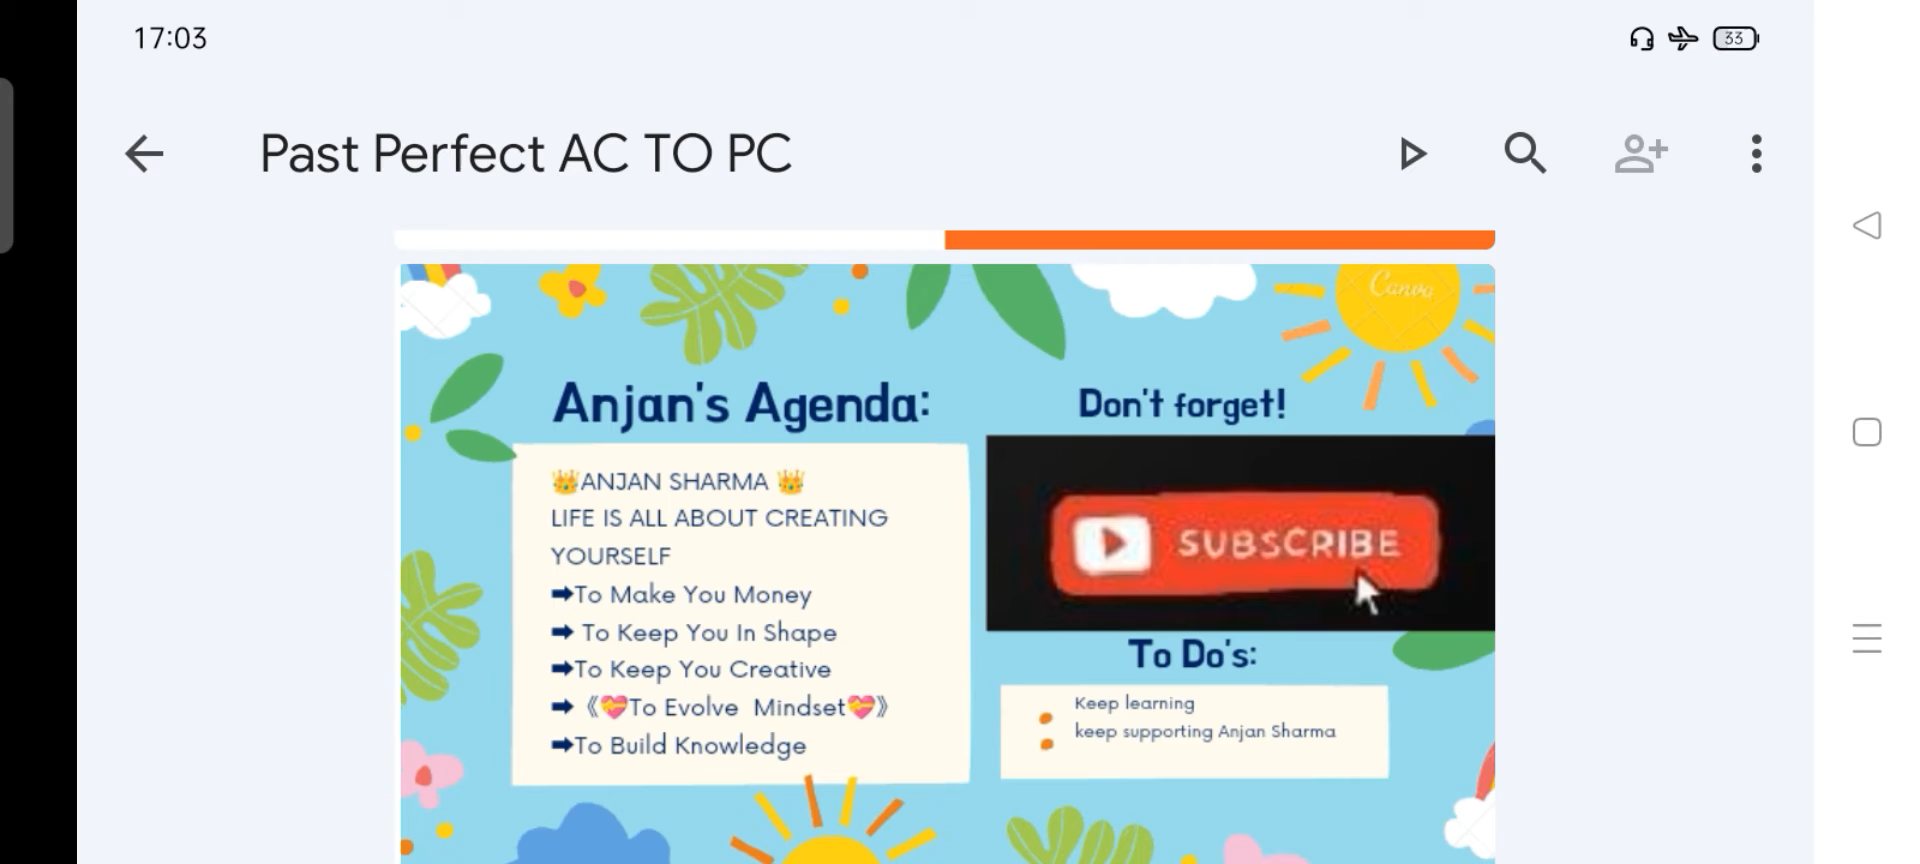 17:03
33
Past Perfect AC TO PC
Canva
Anjan's Agenda:
👑ANJAN SHARMA 👑
LIFE IS ALL ABOUT CREATING
YOURSELF
➡To Make You Money
➡ To Keep You In Shape
➡To Keep You Creative
➡ 《💝To Evolve Mindset💝》
➡To Build Knowledge
Don't forget!
SUBSCRIBE
To Do's:
Keep learning
keep supporting Anjan Sharma